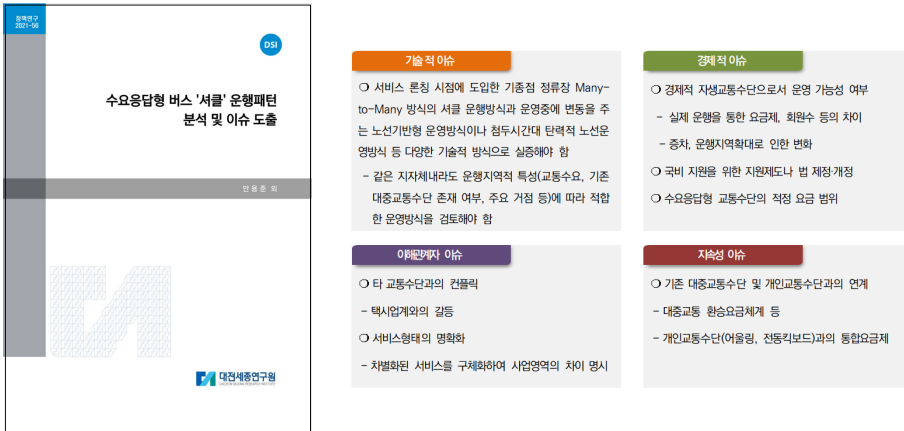 정책연구
2021-56
DSI
수요응답형 버스 '셔클' 운행패턴
분석 및 이슈 도출
안용준 외
대전세종연구원
기술적 이슈
❍ 서비스 론칭 시점에 도입한 기종점 정류장 Many-
to-Many 방식의 셔클 운행방식과 운영중에 변동을 주
는 노선기반형 운영방식이나 첨두시간대 탄력적 노선운
영방식 등 다양한 기술적 방식으로 실증해야 함
- 같은 지자체내라도 운행지역적 특성(교통수요, 기존
대중교통수단 존재 여부, 주요 거점 등)에 따라 적합
한 운영방식을 검토해야 함
경제적 이슈
❍ 경제적 자생교통수단으로서 운영 가능성 여부
- 실제 운행을 통한 요금제, 회원수 등의 차이
- 증차, 운행지역확대로 인한 변화
❍ 국비 지원을 위한 지원제도나 법 제정·개정
❍ 수요응답형 교통수단의 적정 요금 범위
이해관계자 이슈
❍ 타 교통수단과의 컨플릭
- 택시업계와의 갈등
❍ 서비스형태의 명확화
- 차별화된 서비스를 구체화하여 사업영역의 차이 명시
지속성 이슈
❍ 기존 대중교통수단 및 개인교통수단과의 연계
- 대중교통 환승요금체계 등
- 개인교통수단(어울링, 전동킥보드)과의 통합요금제